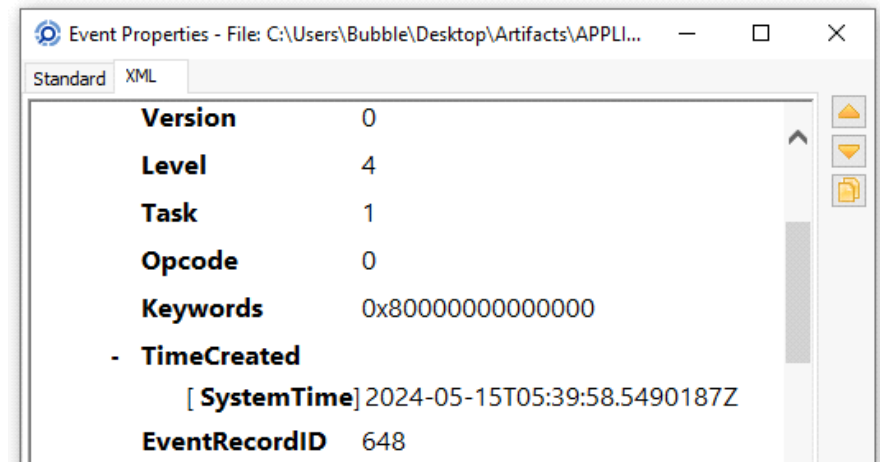 Event Properties - File: C:\Users\Bubble\Desktop\Artifacts\APPLI...
Standard XML
Version 0
Level 4
Task 1
Opcode 0
Keywords 0x80000000000000
- TimeCreated
[ SystemTime] 2024-05-15T05:39:58.5490187Z
EventRecordID 648